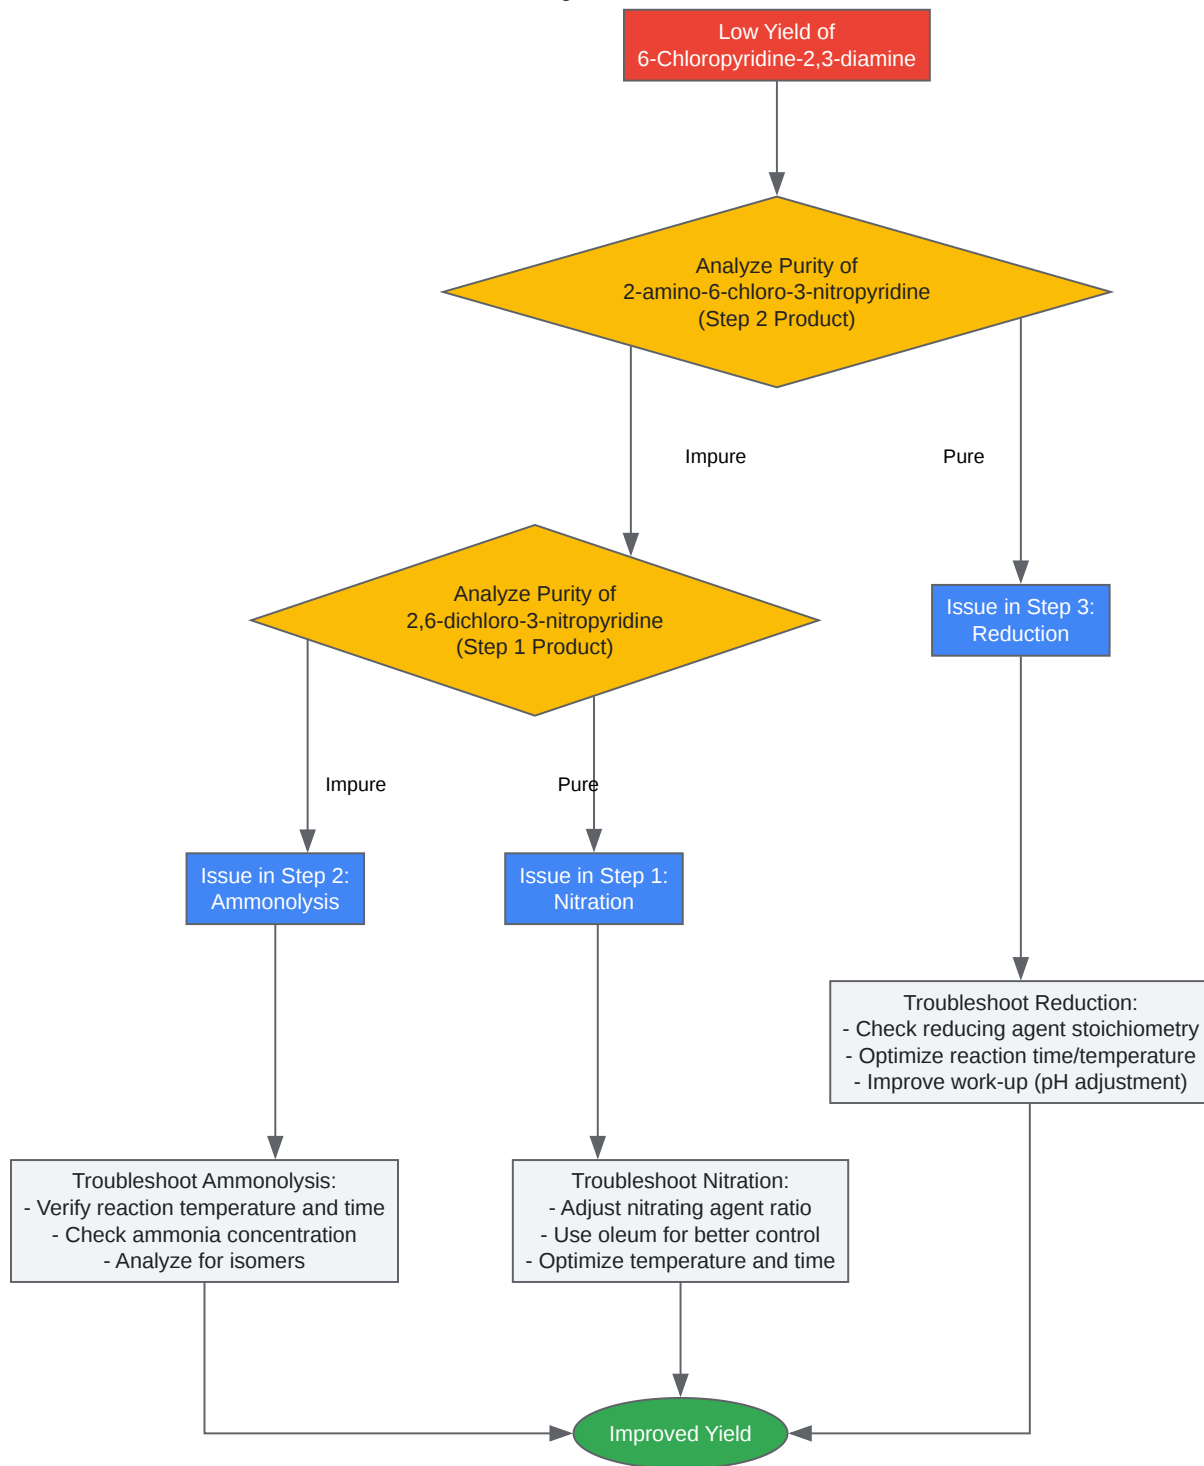 Low Yield of
6-Chloropyridine-2,3-diamine
Analyze Purity of
2-amino-6-chloro-3-nitropyridine
(Step 2 Product)
Impure
Pure
Analyze Purity of
2,6-dichloro-3-nitropyridine
(Step 1 Product)
Issue in Step 3:
Reduction
Impure
Pure
Issue in Step 2:
Ammonolysis
Issue in Step 1:
Nitration
Troubleshoot Reduction:
- Check reducing agent stoichiometry
- Optimize reaction time/temperature
- Improve work-up (pH adjustment)
Troubleshoot Ammonolysis:
- Verify reaction temperature and time
- Check ammonia concentration
- Analyze for isomers
Troubleshoot Nitration:
- Adjust nitrating agent ratio
- Use oleum for better control
- Optimize temperature and time
Improved Yield